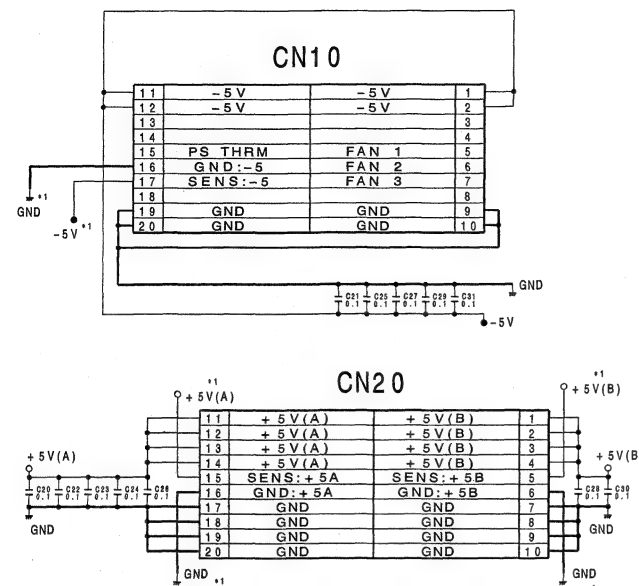 CN10
11 -5V -5V 1
12 -5V -5V 2
13 3
14 4
15 PS THRM FAN 1 5
16 GND:-5 FAN 2 6
17 SENS:-5 FAN 3 7
18 8
19 GND GND 9
20 GND GND 10
*1
GND
-5V *1
GND
C21 C25 C27 C29 C31
0.1 0.1 0.1 0.1 0.1
-5V
CN20
*1
+5V(A)
*1
+5V(B)
11 +5V(A) +5V(B) 1
12 +5V(A) +5V(B) 2
13 +5V(A) +5V(B) 3
14 +5V(A) +5V(B) 4
15 SENS:+5A SENS:+5B 5
16 GND:+5A GND:+5B 6
17 GND GND 7
18 GND GND 8
19 GND GND 9
20 GND GND 10
+5V(A)
C20 C22 C23 C24 C26
0.1 0.1 0.1 0.1 0.1
GND
+5V(B
C28 C30
0.1 0.1
GND
GND
*1
GND
*1